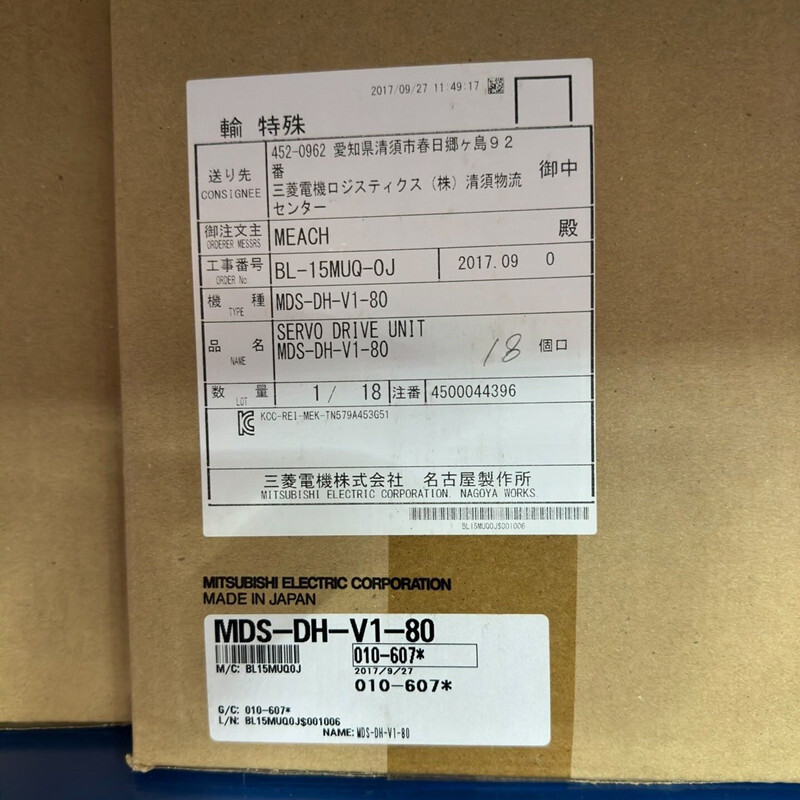 2017/09/27 11:49:17
輸 特殊
送り先 CONSIGNEE
452-0962 愛知県清須市春日郷ヶ島92
番
三菱電機ロジスティクス(株)清須物流
センター
御中
御注文主 ORDERER MESSRS
MEACH 殿
工事番号 ORDER No
BL-15MUQ-0J 2017.09 0
機種 TYPE
MDS-DH-V1-80
品名 NAME
SERVO DRIVE UNIT
MDS-DH-V1-80
18 個口
数量 LOT
1/ 18 注番 4500044396
KCC-REI-MEK-TN579A453G51
三菱電機株式会社 名古屋製作所
MITSUBISHI ELECTRIC CORPORATION. NAGOYA WORKS
BL15MUQ0J$001006
MITSUBISHI ELECTRIC CORPORATION
MADE IN JAPAN
MDS-DH-V1-80
010-607*
M/C: BL15MUQ0J
2017/9/27
010-607*
G/C: 010-607*
L/N: BL15MUQ0J$001006
NAME: MDS-DH-V1-80